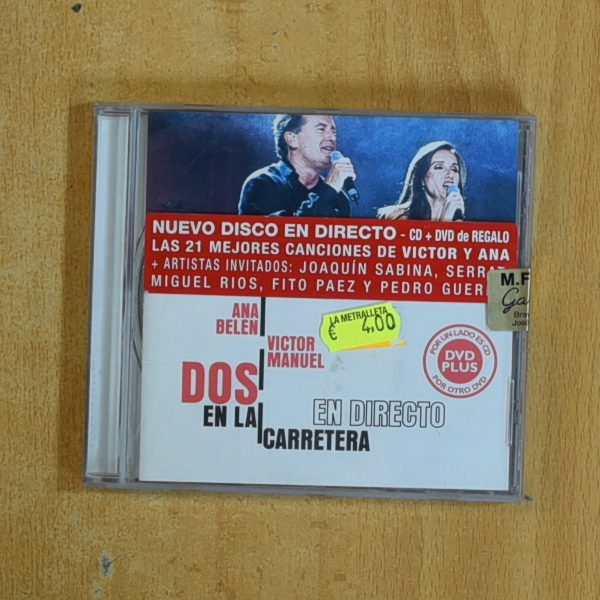 NUEVO DISCO EN DIRECTO - CD + DVD de REGALO
LAS 21 MEJORES CANCIONES DE VICTOR Y ANA
+ ARTISTAS INVITADOS: JOAQUÍN SABINA, SERRAT
MIGUEL RIOS, FITO PAEZ Y PEDRO
M.F
ANA
BELÉN
VICTOR
MANUEL
LA METRALLETA
€ 4,00
POR UN LADO ES CD
DVD
PLUS
POR OTRO DVD
DOS
EN LA
CARRETERA
EN DIRECTO